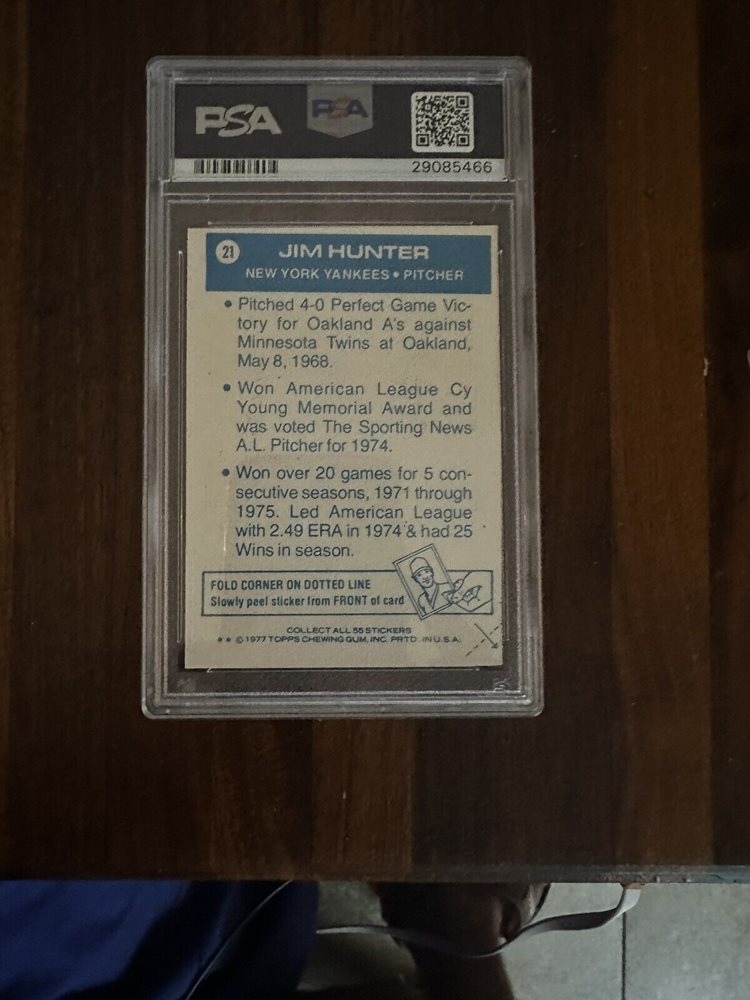 PSA PSA
29085466
21 JIM HUNTER
NEW YORK YANKEES • PITCHER
• Pitched 4-0 Perfect Game Vic-
tory for Oakland A's against
Minnesota Twins at Oakland,
May 8, 1968.
• Won American League Cy
Young Memorial Award and
was voted The Sporting News
A.L. Pitcher for 1974.
• Won over 20 games for 5 con-
secutive seasons, 1971 through
1975. Led American League
with 2.49 ERA in 1974 & had 25
Wins in season.
FOLD CORNER ON DOTTED LINE
Slowly peel sticker from FRONT of card
COLLECT ALL 55 STICKERS
** © 1977 TOPPS CHEWING GUM, INC. PRTD. IN U.S.A.